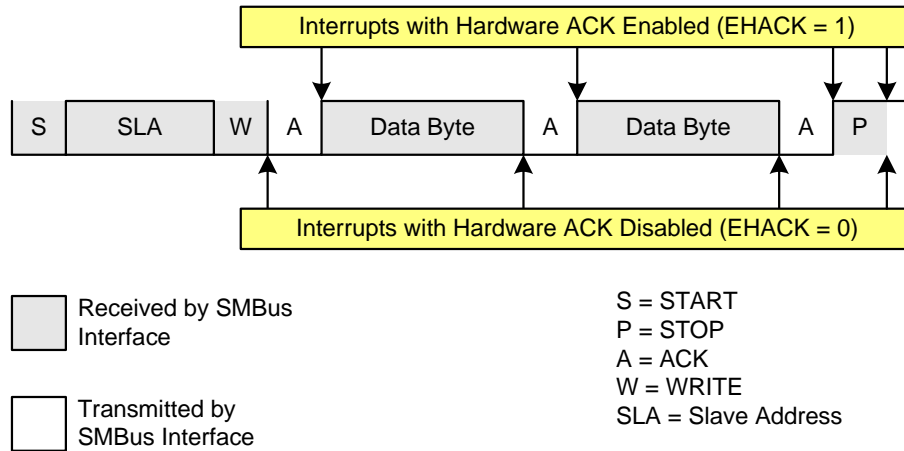 Interrupts with Hardware ACK Enabled (EHACK = 1)
S SLA W A Data Byte A Data Byte A P
Interrupts with Hardware ACK Disabled (EHACK = 0)
Received by SMBus
Interface
Transmitted by
SMBus Interface
S = START
P = STOP
A = ACK
W = WRITE
SLA = Slave Address